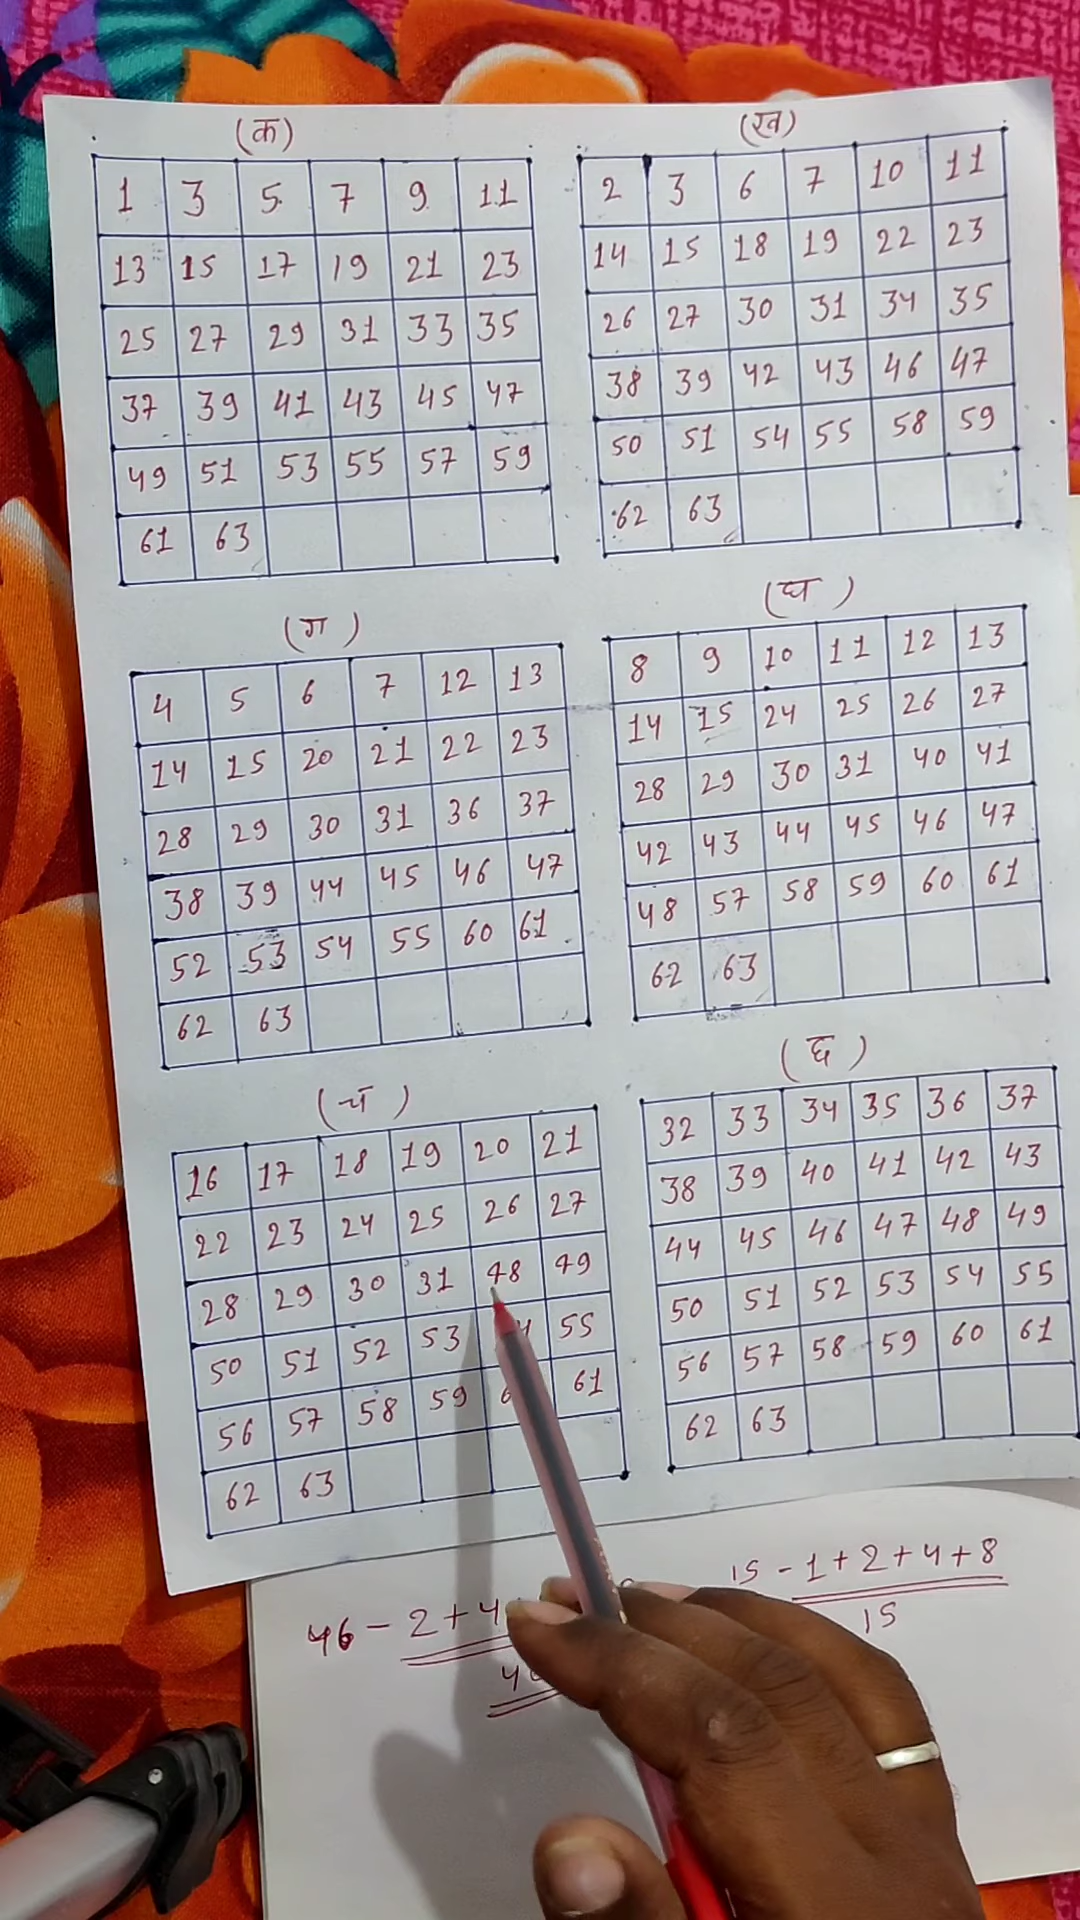 (क)
1 3 5 7 9 11
13 15 17 19 21 23
25 27 29 31 33 35
37 39 41 43 45 47
49 51 53 55 57 59
61 63
(ख)
2 3 6 7 10 11
14 15 18 19 22 23
26 27 30 31 34 35
38 39 42 43 46 47
50 51 54 55 58 59
62 63
(ग)
4 5 6 7 12 13
14 15 20 21 22 23
28 29 30 31 36 37
38 39 44 45 46 47
52 53 54 55 60 61
62 63
(घ)
8 9 10 11 12 13
14 15 24 25 26 27
28 29 30 31 40 41
42 43 44 45 46 47
48 57 58 59 60 61
62 63
(च)
16 17 18 19 20 21
22 23 24 25 26 27
28 29 30 31 48 49
50 51 52 53 55
56 57 58 59 61
62 63
(छ)
32 33 34 35 36 37
38 39 40 41 42 43
44 45 46 47 48 49
50 51 52 53 54 55
56 57 58 59 60 61
62 63
46 - 2 + 4
15 - 1 + 2 + 4 + 8
15